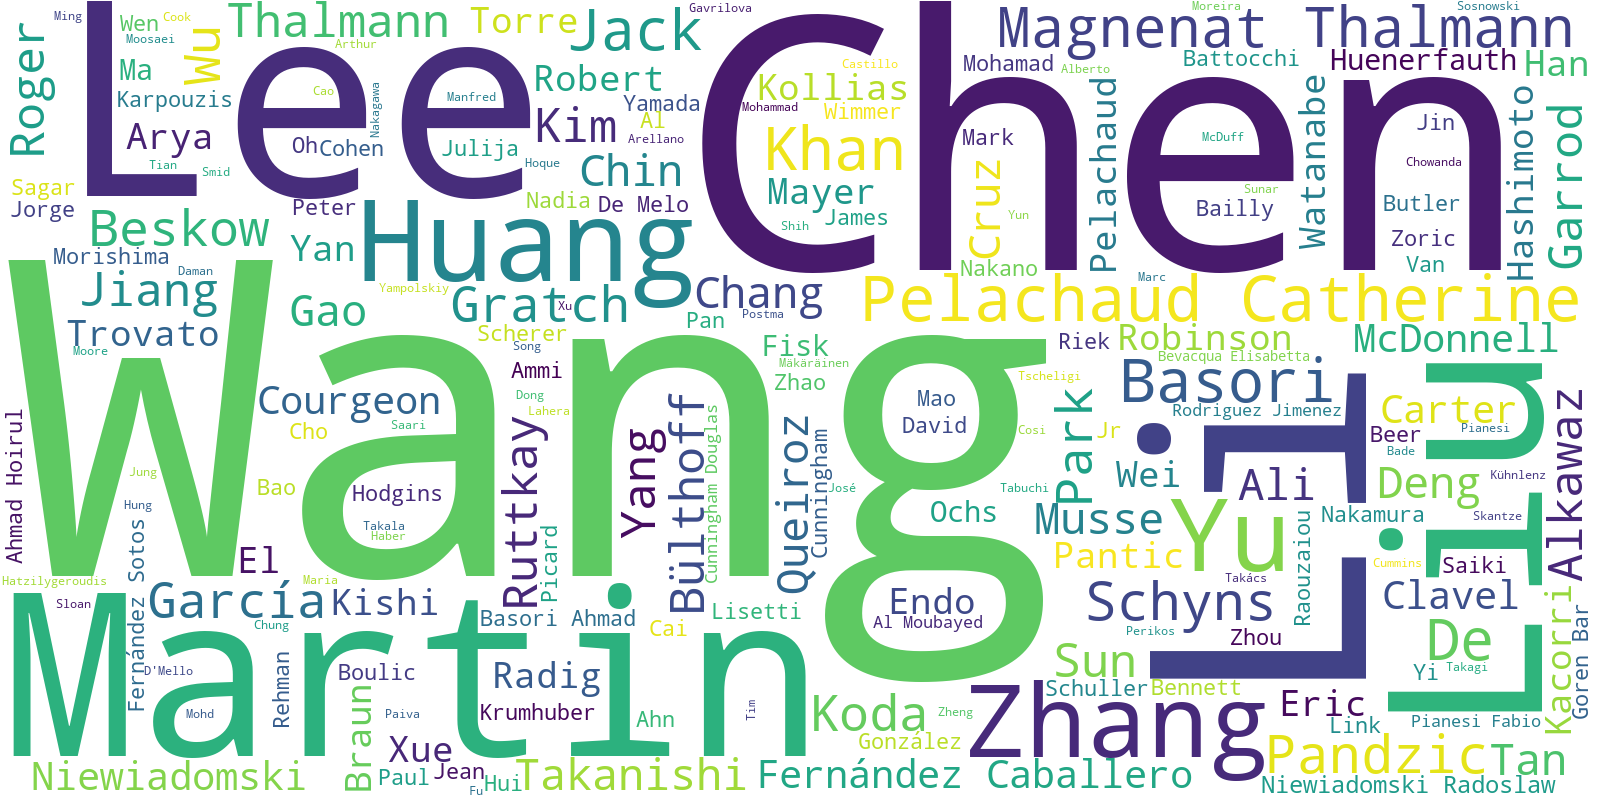 Ming
Wen
Cook
Moosaei
Wu
Roger
Thalmann
Arthur
Torre
Jack
Gavrilova
Magnenat Thalmann
Moreira
Sosnowski
Lee
Chen
Ma
Karpouzis
Arya
Tian
Smid
Cao
Nakagawa
Manfred
Robert
Yamada
Kim
Al
Arellano
Oh
Cohen
Julija
Hoque
Chin
Kollias
Castillo
Mohammad
Wimmer
Khan
Mayer
James
Shih
Mohamad
Alberto
Mark
Cruz
Yun
Pelachaud
Battocchi
McDuff
Sunar
Bailly
Watanabe
Huenerfauth
Han
Jin
Chowanda
Butler
Zoric
Van
Hashimoto
Garrod
Sagar
Jorge
Beskow
Peter
Nadia
De Melo
Huang
Yan
Morishima
Daman
Jiang
Yampolskiy
Gao
Gratch
Xu
Chang
Postma
Pan
Nakano
Marc
Pelachaud Catherine
Trovato
Moore
Scherer
Song
Ammi
Fisk
Mäkäräinen
Zhao
Riek
Robinson
Bevacqua Elisabetta
McDonnell
Tscheligi
Basori
Rodriguez Jimenez
Wang
Courgeon
Cho
Saari
Dong
Lahera
Mao
David
Cosi
Jr
Park
Carter
Pianesi
Beer
Bade
Liu
Li
Alkawaz
Ahmad Hoirul
Jung
Bao
Hodgins
Hung
Takala
Haber
Ruttkay
Yang
Bülthoff
Cunningham Douglas
Queiroz
Cunningham
José
Tabuchi
Ochs
Wei
Ali
Deng
Kühnlenz
Musse
Yu
Nakamura
Skantze
Pantic
Raouzaiou
Saiki
Cummins
Fernández Sotos
El
Picard
Hatzilygeroudis
Maria
Sloan
García
Kishi
Basori Ahmad
Lisetti
Cai
Endo
Al Moubayed
Schyns
Takács
Perikos
Zhou
Clavel
De
Martin
Chung
D'Mello
Mohd
Rehman
Boulic
Radig
Krumhuber
Ahn
Tim
Sun
Schuller
Bennett
Yi
Takagi
Kacorri
Goren Bar
Braun
Paiva
Xue
Koda
Zheng
González
Zhang
Eric
Link
Pianesi Fabio
Pandzic
Tan
Niewiadomski
Paul
Jean
Fu
Hui
Takanishi
Fernández Caballero
Niewiadomski Radoslaw